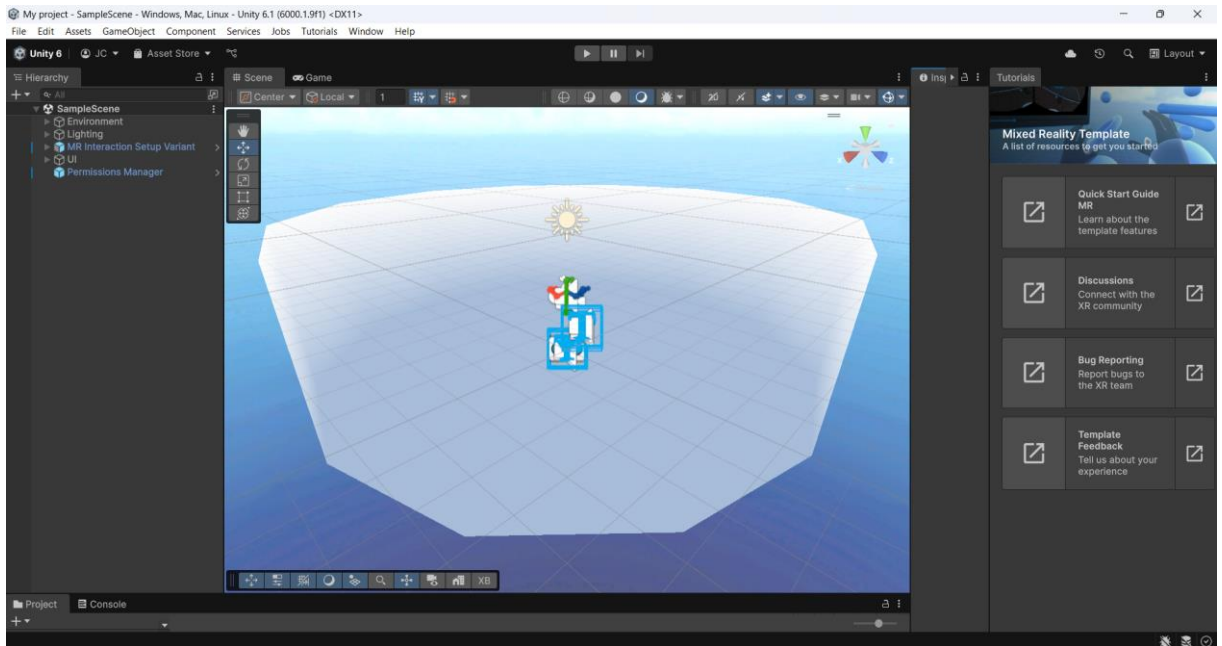 My project - SampleScene - Windows, Mac, Linux - Unity 6.1 (6000.1.9f1) <DX11>
File Edit Assets GameObject Component Services Jobs Tutorials Window Help
Unity 6 JC Asset Store Layout
Hierarchy Scene Game Insp Tutorials
All Center Local 1 2D
SampleScene
Environment
Lighting
MR Interaction Setup Variant
UI
Permissions Manager
Mixed Reality Template
A list of resources to get you started
Quick Start Guide
MR
Learn about the
template features
Discussions
Connect with the
XR community
Bug Reporting
Report bugs to
the XR team
Template
Feedback
Tell us about your
experience
XB
Project Console